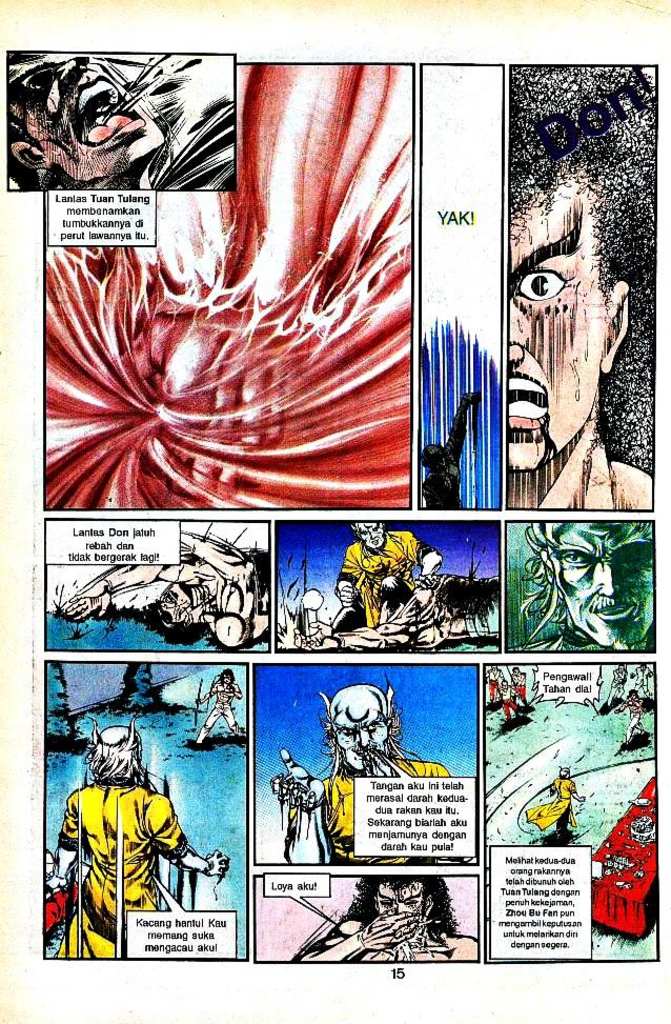 Lantas Tuan Tulang
membenamkan
tumbukkannya di
perut lawannya itu.
YAK!
Don!
Lantas Don jatuh
rebah dan
tidak bergerak lagi!
Kacang hantu! Kau
memang suka
mengacau aku!
Tangan aku ini telah
merasai darah kedua-
dua rakan kau itu.
Sekarang biarlah aku
menjamunya dengan
darah kau pula!
Loya aku!
Pengawal!
Tahan dia!
Melihat kedua-dua
rakannya
telah dibunuh oleh
Tuan Tulang dengan
penuh kekejaman,
Zhou Bu Fan pun
mengambil keputusan
untuk melarikan diri
dengan segera.
15